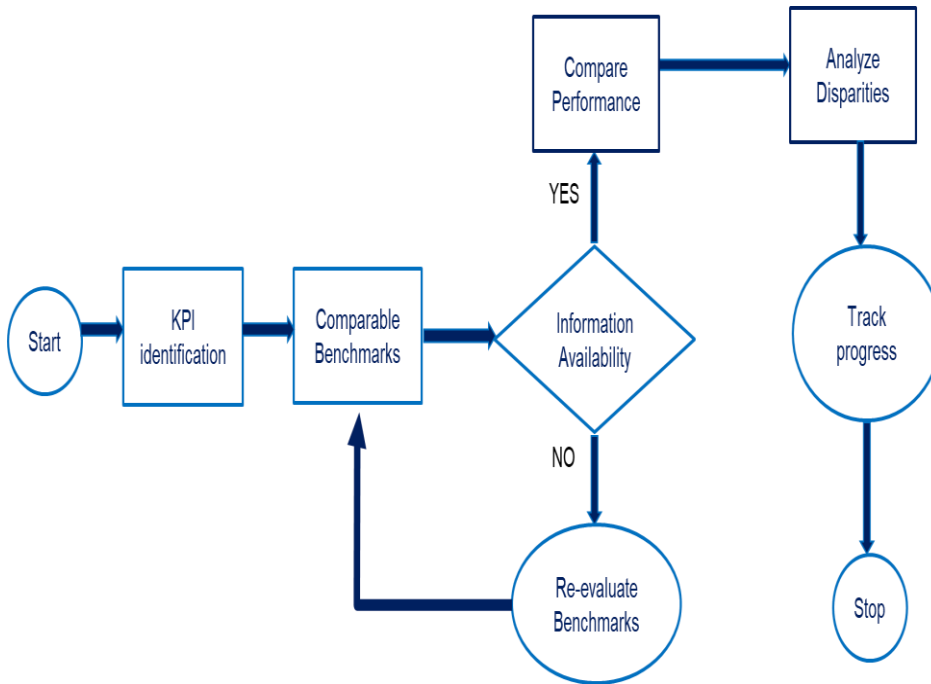 Start
KPI
identification
Comparable
Benchmarks
Information
Availability
YES
Compare
Performance
Analyze
Disparities
Track
progress
Stop
NO
Re-evaluate
Benchmarks